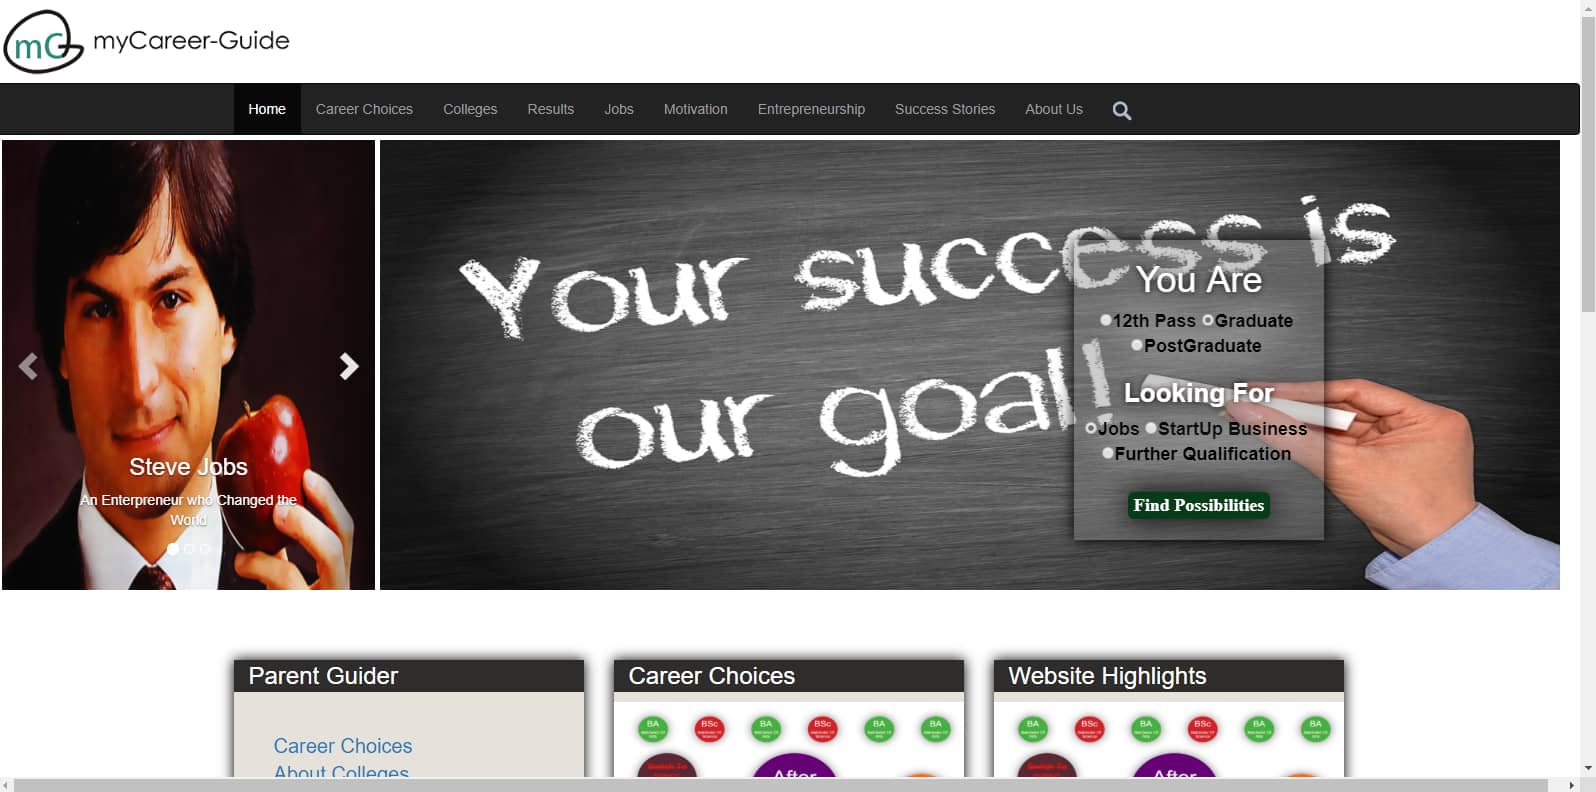 mG myCareer-Guide
Home Career Choices Colleges Results Jobs Motivation Entrepreneurship Success Stories About Us
Steve Jobs
An Enterpreneur who Changed the
World
Your success is
our goal!
You Are
12th Pass Graduate
PostGraduate
Looking For
Jobs StartUp Business
Further Qualification
Find Possibilities
Parent Guider
Career Choices
About Colleges
Career Choices
BA BSc BA BSc BA BA
After
Website Highlights
BA BSc BA BSc BA BA
After